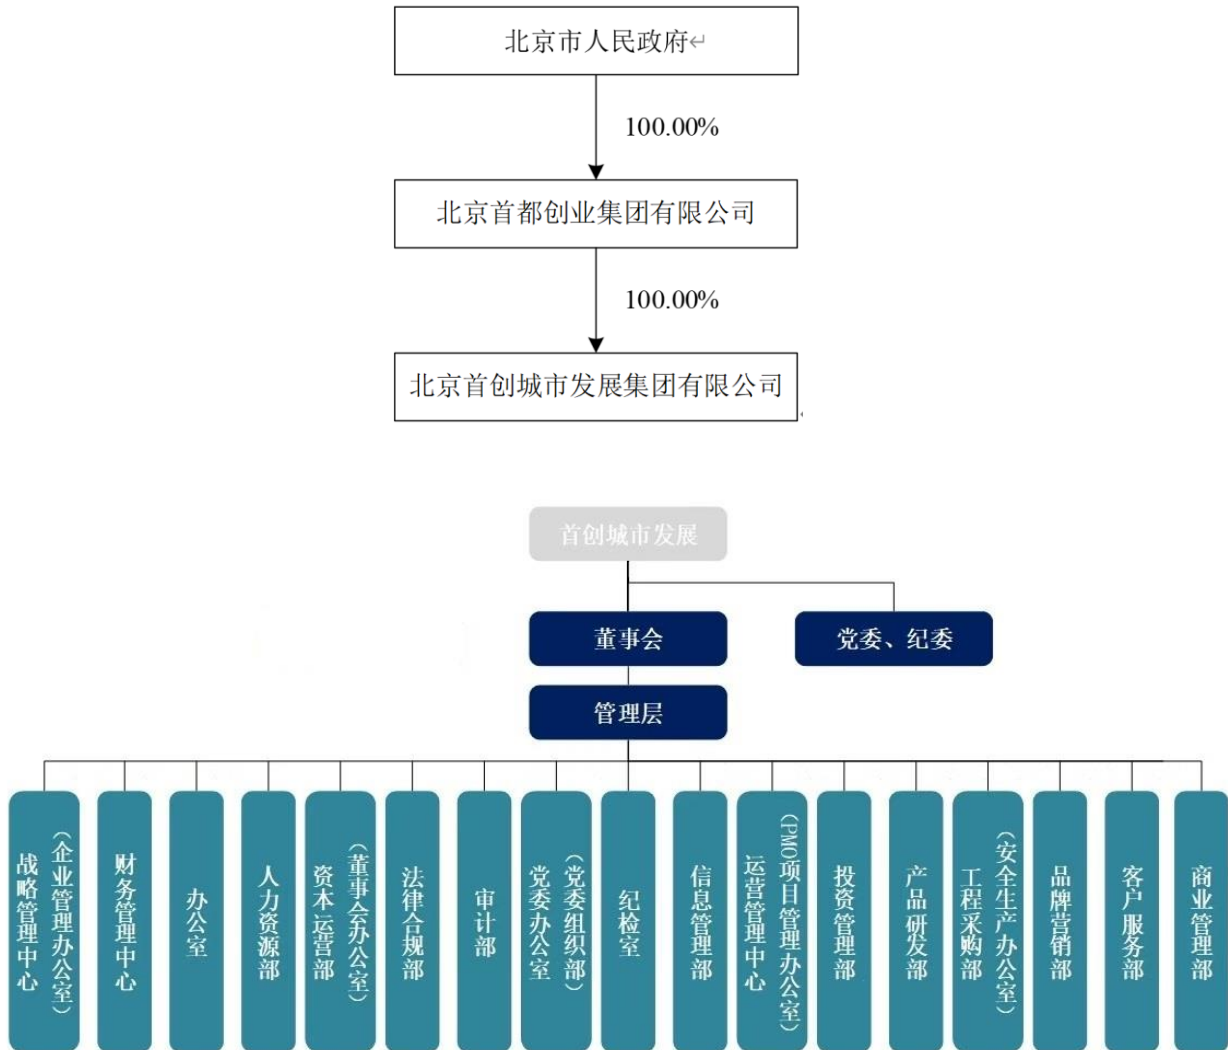 北京市人民政府↵
100.00%
北京首都创业集团有限公司
100.00%
北京首创城市发展集团有限公司
首创城市发展
董事会
党委、纪委
管理层
战略管理中心
（企业管理办公室）
财务管理中心
办公室
人力资源部
资本运营部
（董事会办公室）
法律合规部
审计部
党委办公室
（党委组织部）
纪检室
信息管理部
运营管理中心
（PMO项目管理办公室）
投资管理部
产品研发部
工程采购部
（安全生产办公室）
品牌营销部
客户服务部
商业管理部